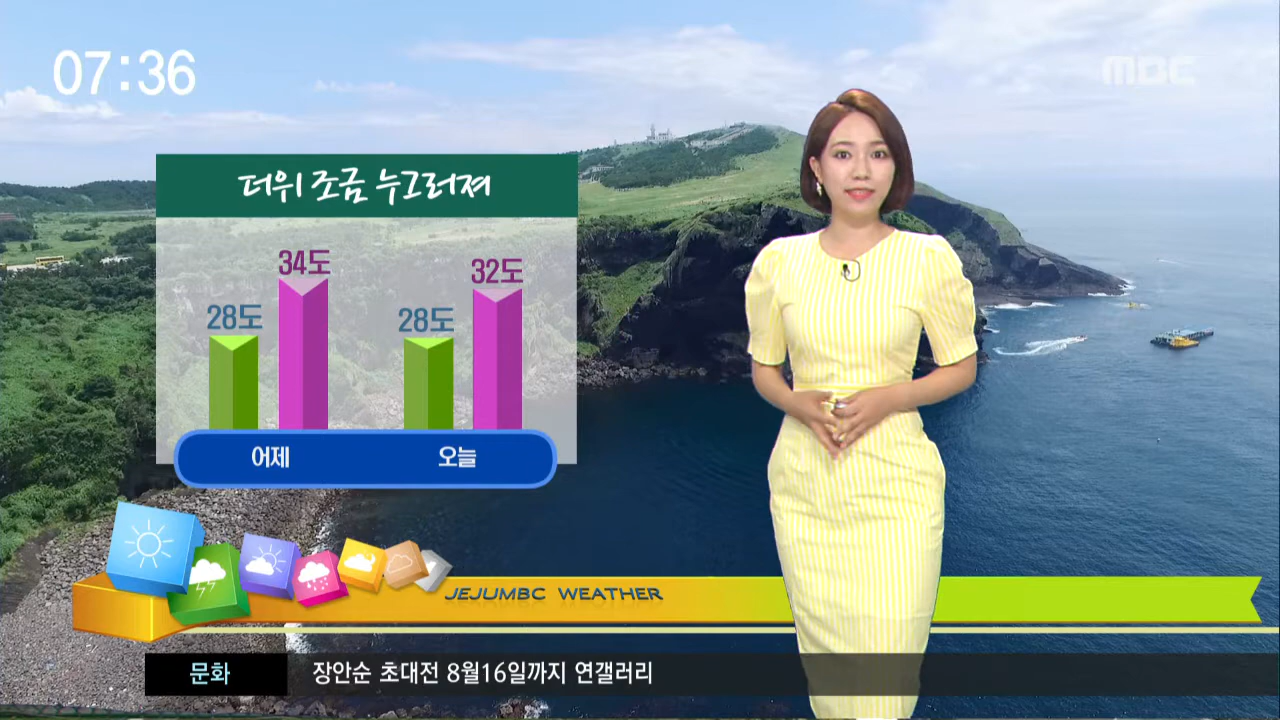 07:36
MBC
더위 조금 누그러져
34도
32도
28도
28도
어제
오늘
JEJUMBC WEATHER
문화
장안순 초대전 8월16일까지 연갤러리